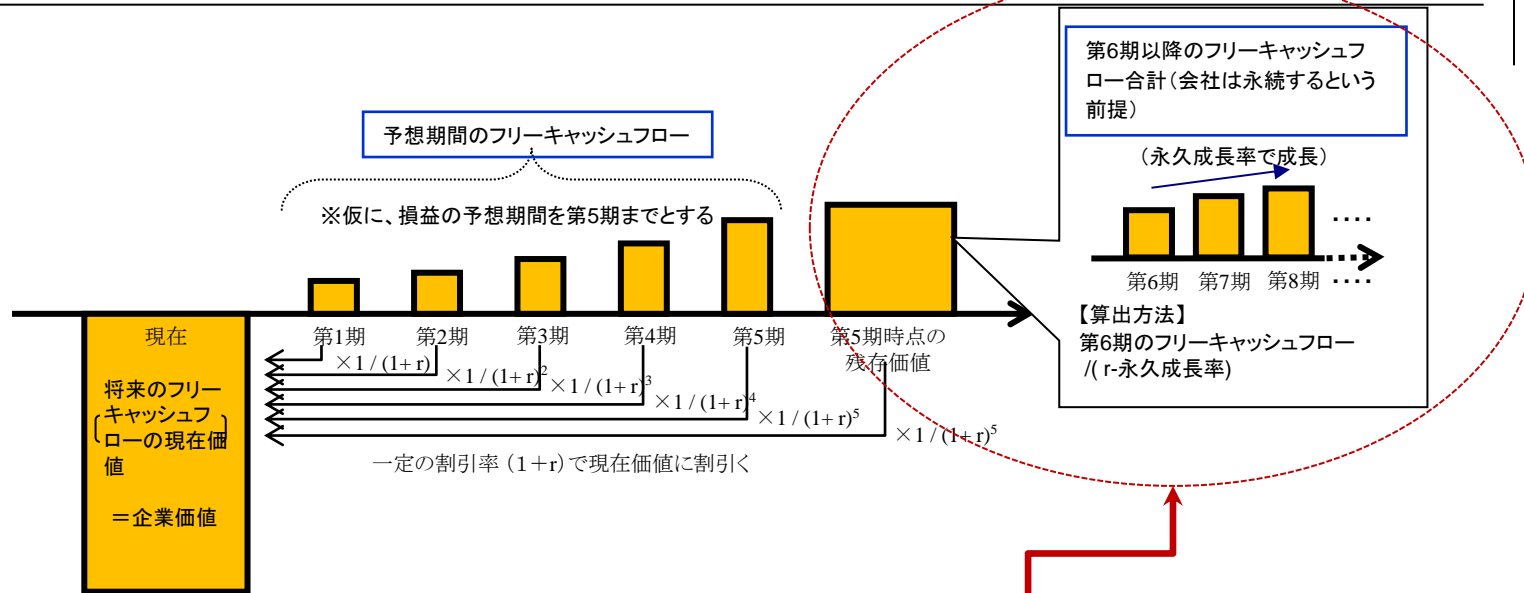 予想期間のフリーキャッシュフロー
※仮に、損益の予想期間を第5期までとする
第6期以降のフリーキャッシュフ
ロー合計(会社は永続するという
前提)
(永久成長率で成長)
第6期 第7期 第8期 ‥‥
‥‥
【算出方法】
第6期のフリーキャッシュフロー
/( r-永久成長率)
現在
第1期 第2期 第3期 第4期 第5期
第5期時点の
残存価値
×1 / (1+ r)
×1 / (1+ r)²
×1 / (1+ r)³
×1 / (1+ r)⁴
×1 / (1+ r)⁵
×1 / (1+ r)⁵
将来のフリー
キャッシュフ
ローの現在価
値
=企業価値
一定の割引率(1+r)で現在価値に割引く